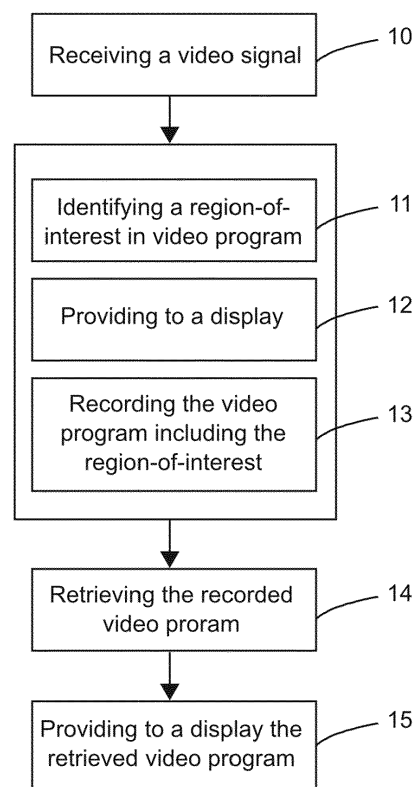 Receiving a video signal
10
Identifying a region-of-
interest in video program
11
Providing to a display
12
Recording the video
program including the
region-of-interest
13
Retrieving the recorded
video proram
14
Providing to a display the
retrieved video program
15